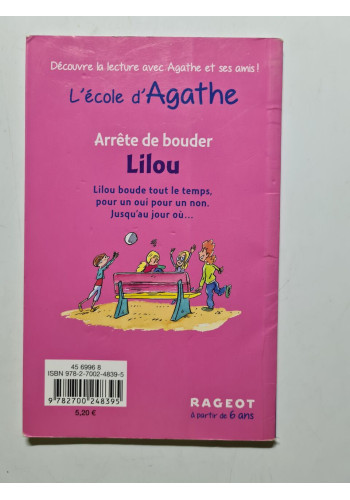 Découvre la lecture avec Agathe et ses amis !
L'école d'Agathe
Arrête de bouder
Lilou
Lilou boude tout le temps,
pour un oui pour un non.
Jusqu'au jour où...
45 6996 8
ISBN 978-2-7002-4839-5
9 782700 248395
5,20 €
RAGEOT
à partir de 6 ans